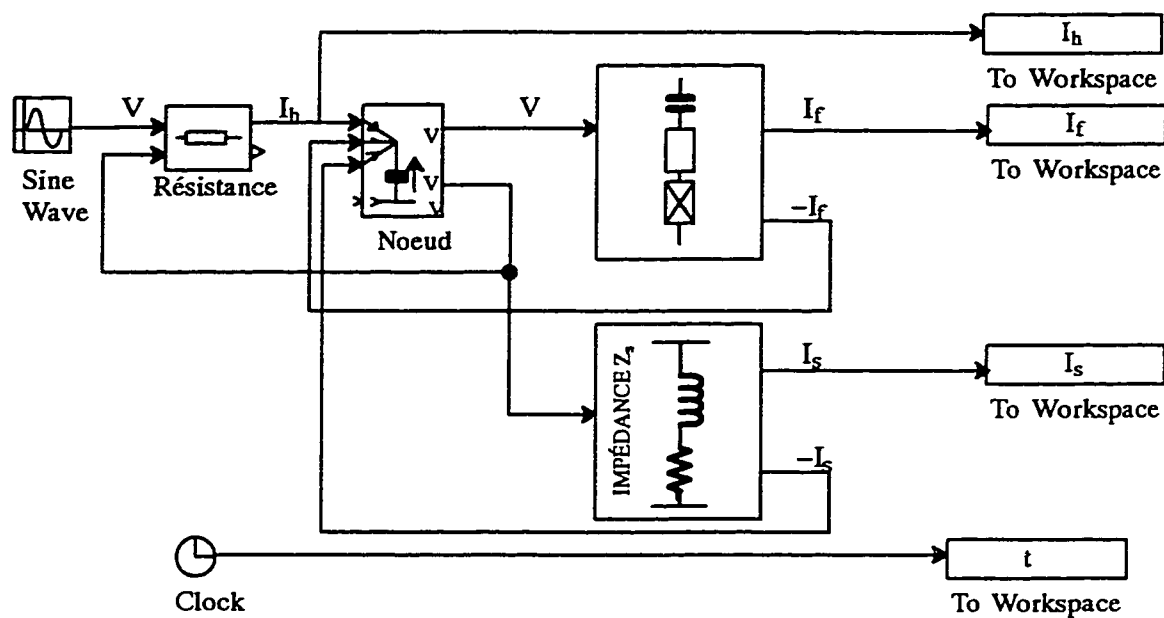 I_h
To Workspace
V
I_h
V
I_f
I_f
To Workspace
Sine
Wave
Résistance
V
V
V
Noeud
–I_f
IMPÉDANCE Z_s
I_s
I_s
To Workspace
–I_s
t
Clock
To Workspace